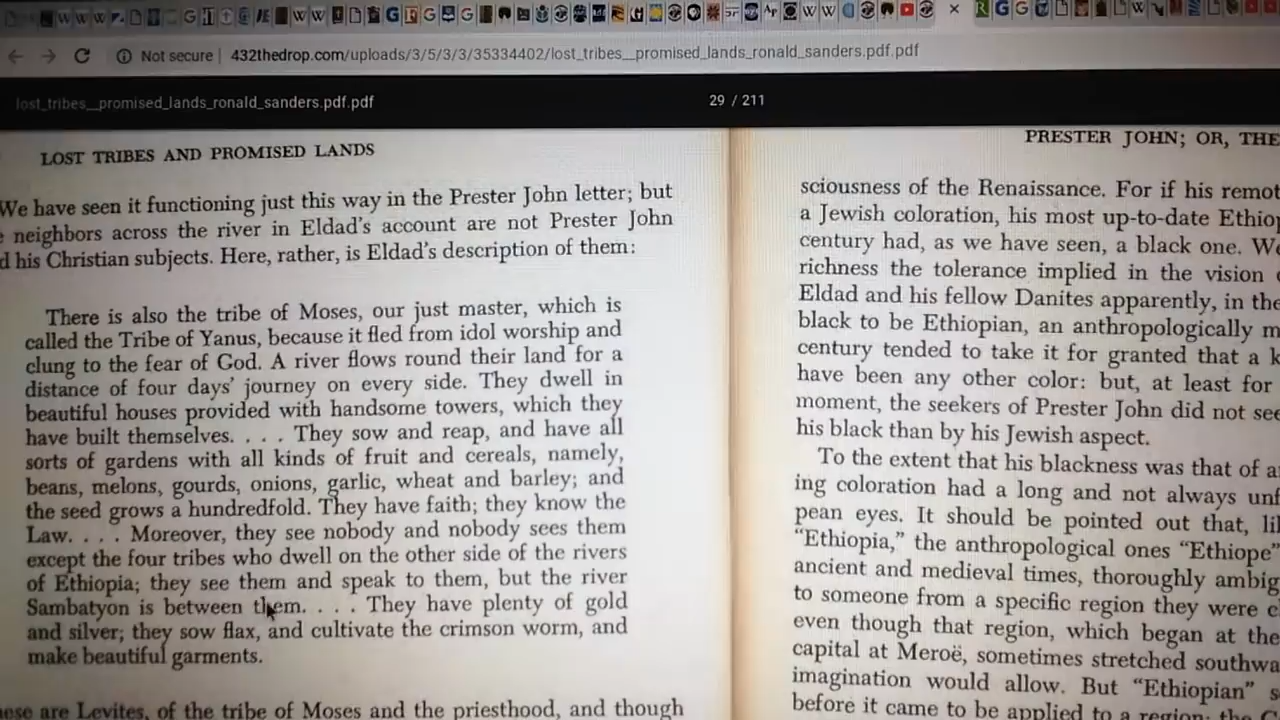 Not secure
432thedrop.com/uploads/3/5/3/3/35334402/lost_tribes__promised_lands_ronald_sanders.pdf.pdf
lost_tribes__promised_lands_ronald_sanders.pdf.pdf
29 / 211
LOST TRIBES AND PROMISED LANDS
We have seen it functioning just this way in the Prester John letter; but
neighbors across the river in Eldad's account are not Prester John
d his Christian subjects. Here, rather, is Eldad's description of them:
There is also the tribe of Moses, our just master, which is
called the Tribe of Yanus, because it fled from idol worship and
clung to the fear of God. A river flows round their land for a
distance of four days' journey on every side. They dwell in
beautiful houses provided with handsome towers, which they
have built themselves. . . . They sow and reap, and have all
sorts of gardens with all kinds of fruit and cereals, namely,
beans, melons, gourds, onions, garlic, wheat and barley; and
the seed grows a hundredfold. They have faith; they know the
Law. . . . Moreover, they see nobody and nobody sees them
except the four tribes who dwell on the other side of the rivers
of Ethiopia; they see them and speak to them, but the river
Sambatyon is between them. . . . They have plenty of gold
and silver; they sow flax, and cultivate the crimson worm, and
make beautiful garments.
ese are Levites, of the tribe of Moses and the priesthood, and though
PRESTER JOHN; OR, THE
sciousness of the Renaissance. For if his remot
a Jewish coloration, his most up-to-date Ethiop
century had, as we have seen, a black one. We
richness the tolerance implied in the vision
Eldad and his fellow Danites apparently, in the
black to be Ethiopian, an anthropologically m
century tended to take it for granted that a k
have been any other color: but, at least for
moment, the seekers of Prester John did not see
his black than by his Jewish aspect.
To the extent that his blackness was that of a
ing coloration had a long and not always unf
pean eyes. It should be pointed out that, li
"Ethiopia," the anthropological ones "Ethiope"
ancient and medieval times, thoroughly ambig
to someone from a specific region they were c
even though that region, which began at the
capital at Meroë, sometimes stretched southwa
imagination would allow. But "Ethiopian" s
before it came to be applied to a region; the C